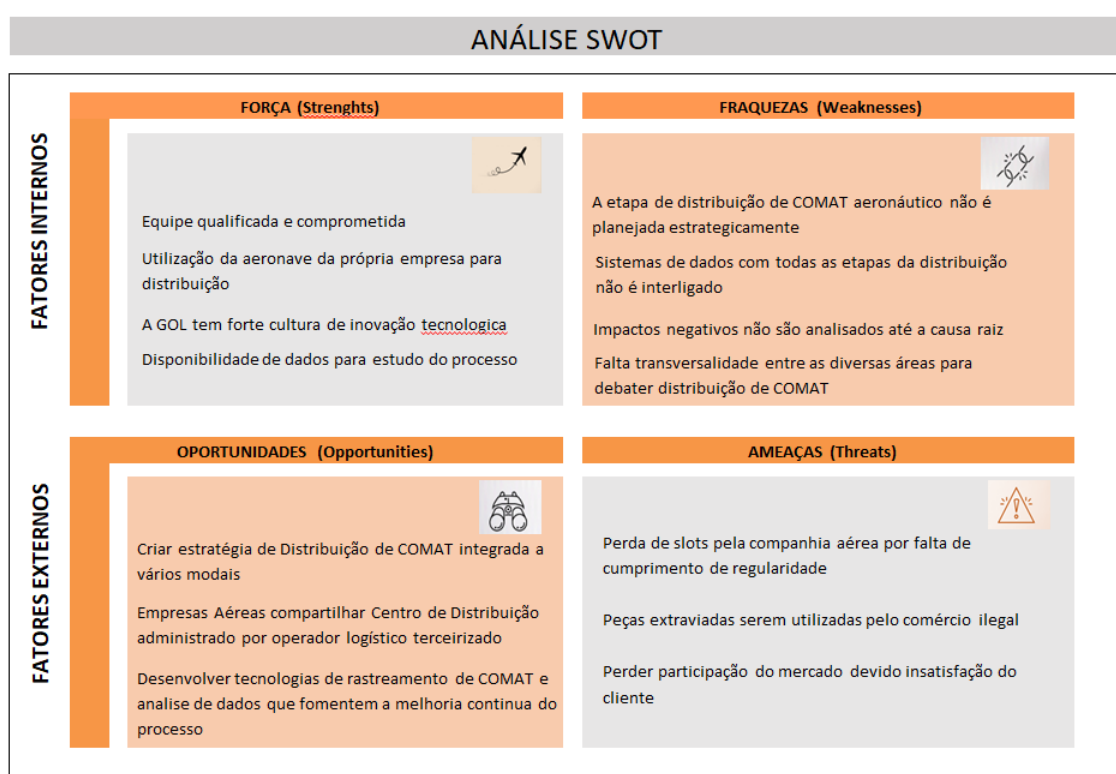 ANÁLISE SWOT
FATORES INTERNOS
FORÇA (Strenghts)
Equipe qualificada e comprometida
Utilização da aeronave da própria empresa para
distribuição
A GOL tem forte cultura de inovação tecnologica
Disponibilidade de dados para estudo do processo
FRAQUEZAS (Weaknesses)
A etapa de distribuição de COMAT aeronáutico não é
planejada estrategicamente
Sistemas de dados com todas as etapas da distribuição
não é interligado
Impactos negativos não são analisados até a causa raiz
Falta transversalidade entre as diversas áreas para
debater distribuição de COMAT
FATORES EXTERNOS
OPORTUNIDADES (Opportunities)
Criar estratégia de Distribuição de COMAT integrada a
vários modais
Empresas Aéreas compartilhar Centro de Distribuição
administrado por operador logístico terceirizado
Desenvolver tecnologias de rastreamento de COMAT e
analise de dados que fomentem a melhoria continua do
processo
AMEAÇAS (Threats)
Perda de slots pela companhia aérea por falta de
cumprimento de regularidade
Peças extraviadas serem utilizadas pelo comércio ilegal
Perder participação do mercado devido insatisfação do
cliente